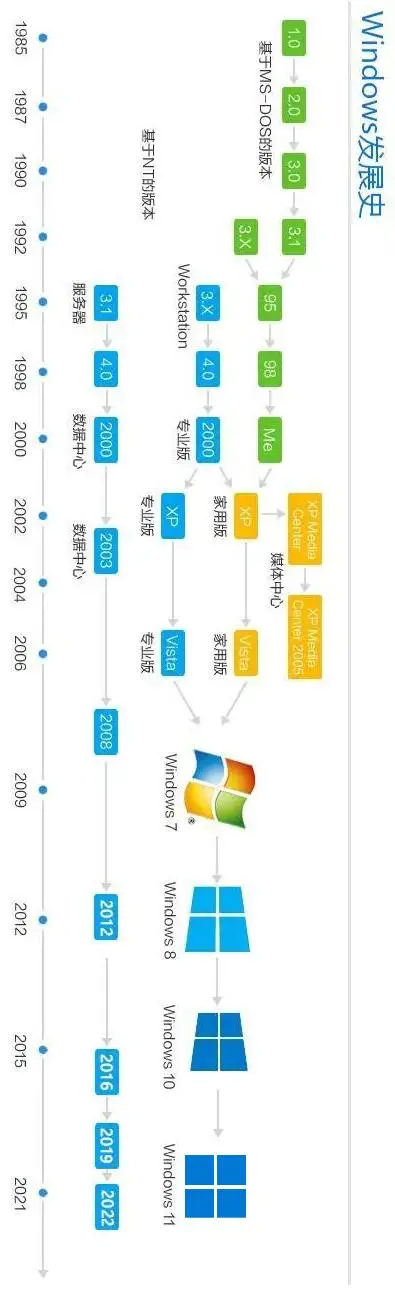 Windows发展史
1.0
2.0
3.0
3.1
基于MS-DOS的版本
3.X
95
98
Me
XP Media Center
XP Media Center 2005
媒体中心
XP
Vista
家用版
家用版
基于NT的版本
3.X
4.0
2000
Workstation
专业版
XP
Vista
专业版
专业版
Windows 7
Windows 8
Windows 10
Windows 11
®
3.1
4.0
2000
2003
2008
2012
2016
2019
2022
服务器
数据中心
数据中心
1985
1987
1990
1992
1995
1998
2000
2002
2004
2006
2009
2012
2015
2021